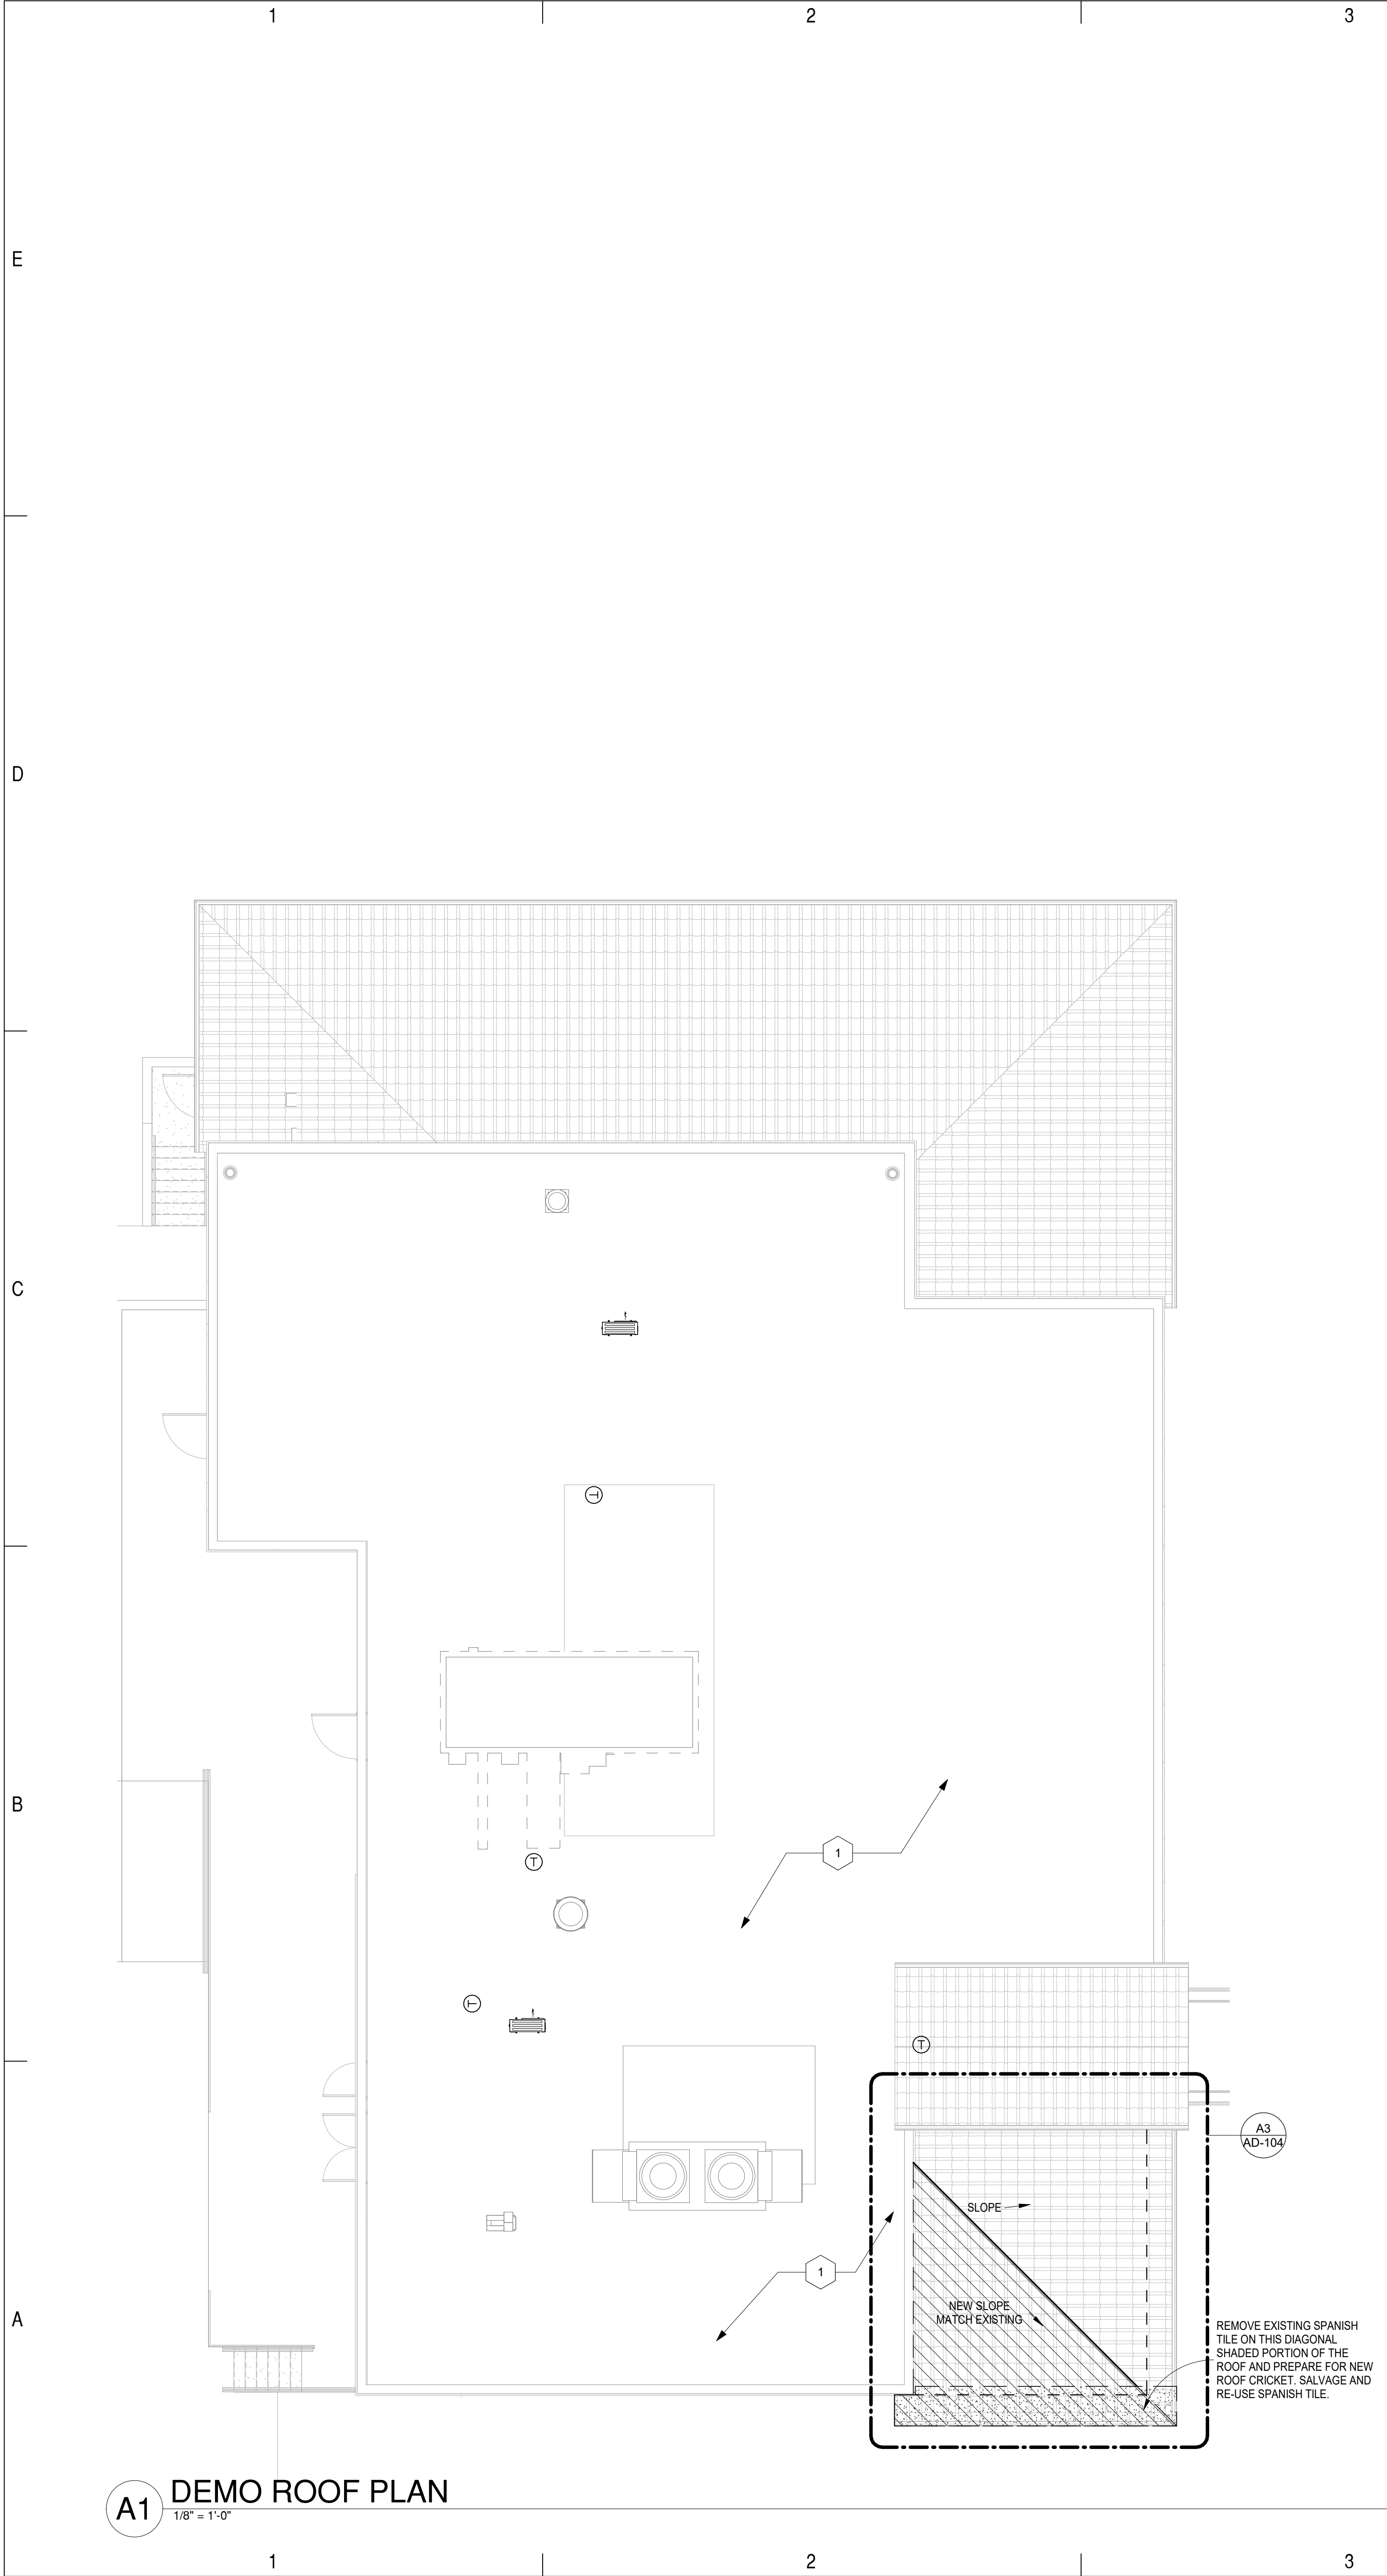 1
2
3
E
D
C
B
A
T
T
1
T
T
A3
AD-104
SLOPE
1
NEW SLOPE
MATCH EXISTING
REMOVE EXISTING SPANISH
TILE ON THIS DIAGONAL
SHADED PORTION OF THE
ROOF AND PREPARE FOR NEW
ROOF CRICKET. SALVAGE AND
RE-USE SPANISH TILE.
A1
DEMO ROOF PLAN
1/8" = 1'-0"
1
2
3